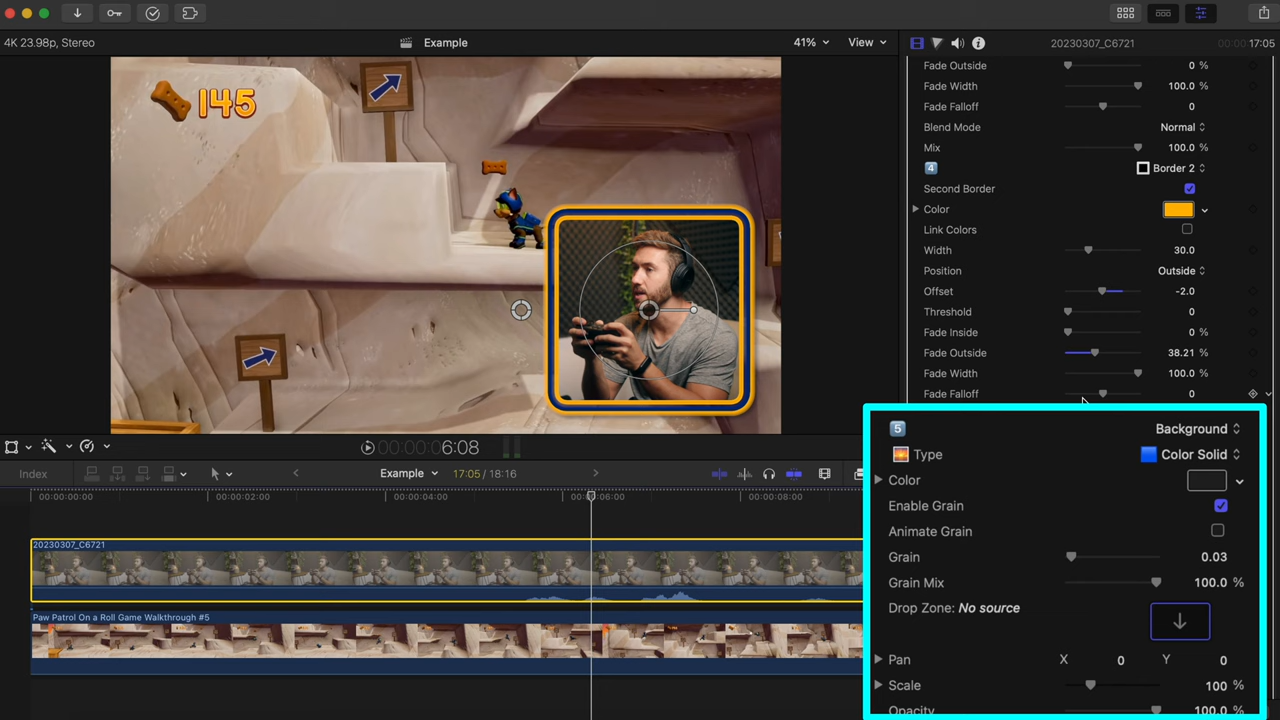 4K 23.98p, Stereo
Example
41%
View
20230307_C6721
00:00 17:05
145
Fade Outside 0 %
Fade Width 100.0 %
Fade Falloff 0
Blend Mode Normal
Mix 100.0 %
4 Border 2
Second Border
Color
Link Colors
Width 30.0
Position Outside
Offset -2.0
Threshold 0
Fade Inside 0 %
Fade Outside 38.21 %
Fade Width 100.0 %
Fade Falloff 0
5 Background
Type Color Solid
Color
Enable Grain
Animate Grain
Grain 0.03
Grain Mix 100.0 %
Drop Zone: No source
Pan X 0 Y 0
Scale 100 %
Opacity 100.0 %
00:00:00:06:08
Index
Example
17:05 / 18:16
00:00:00:00
00:00:02:00
00:00:04:00
00:00:06:00
00:00:08:00
20230307_C6721
Paw Patrol On a Roll Game Walkthrough #5